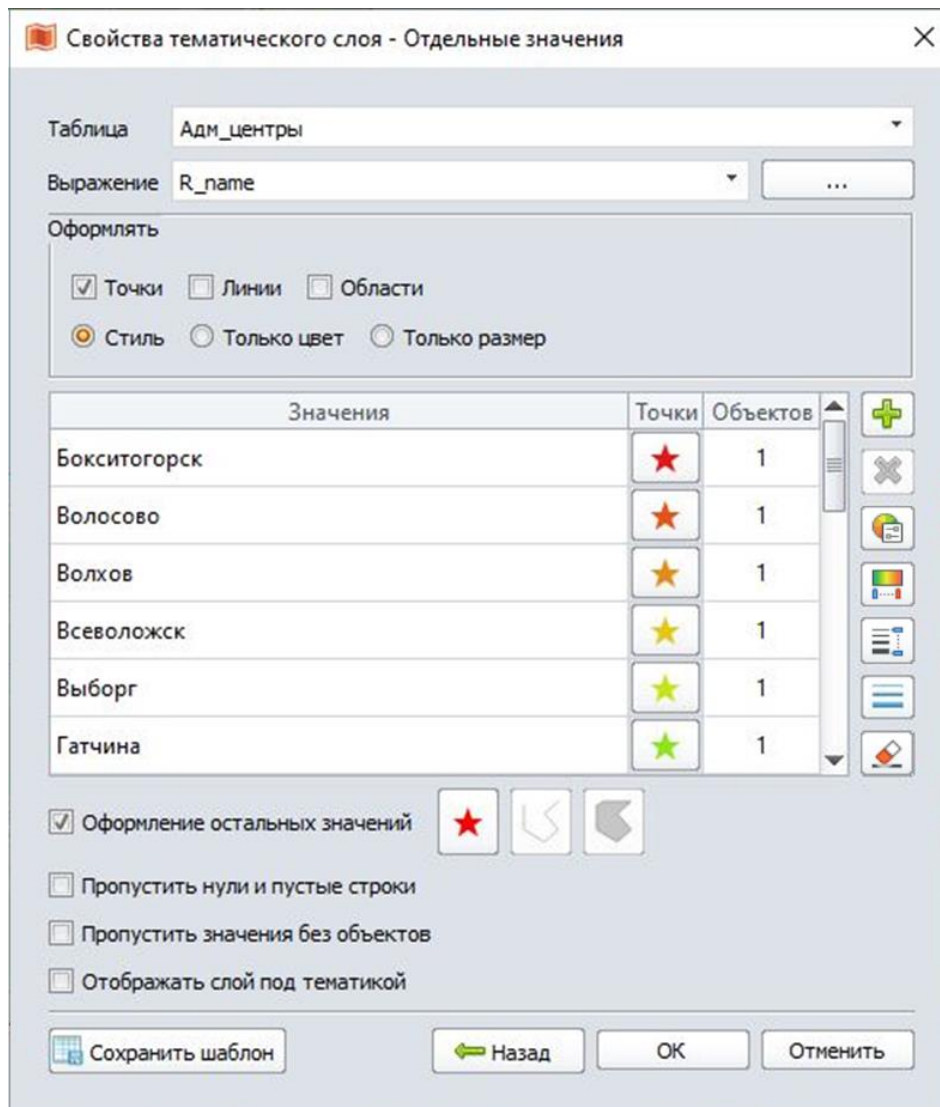 Свойства тематического слоя - Отдельные значения
Таблица Адм_центры
Выражение R_name ...
Оформлять
Точки Линии Области
Стиль Только цвет Только размер
Значения Точки Объектов
Бокситогорск 1
Волосово 1
Волхов 1
Всеволожск 1
Выборг 1
Гатчина 1
Оформление остальных значений
Пропустить нули и пустые строки
Пропустить значения без объектов
Отображать слой под тематикой
Сохранить шаблон Назад ОК Отменить